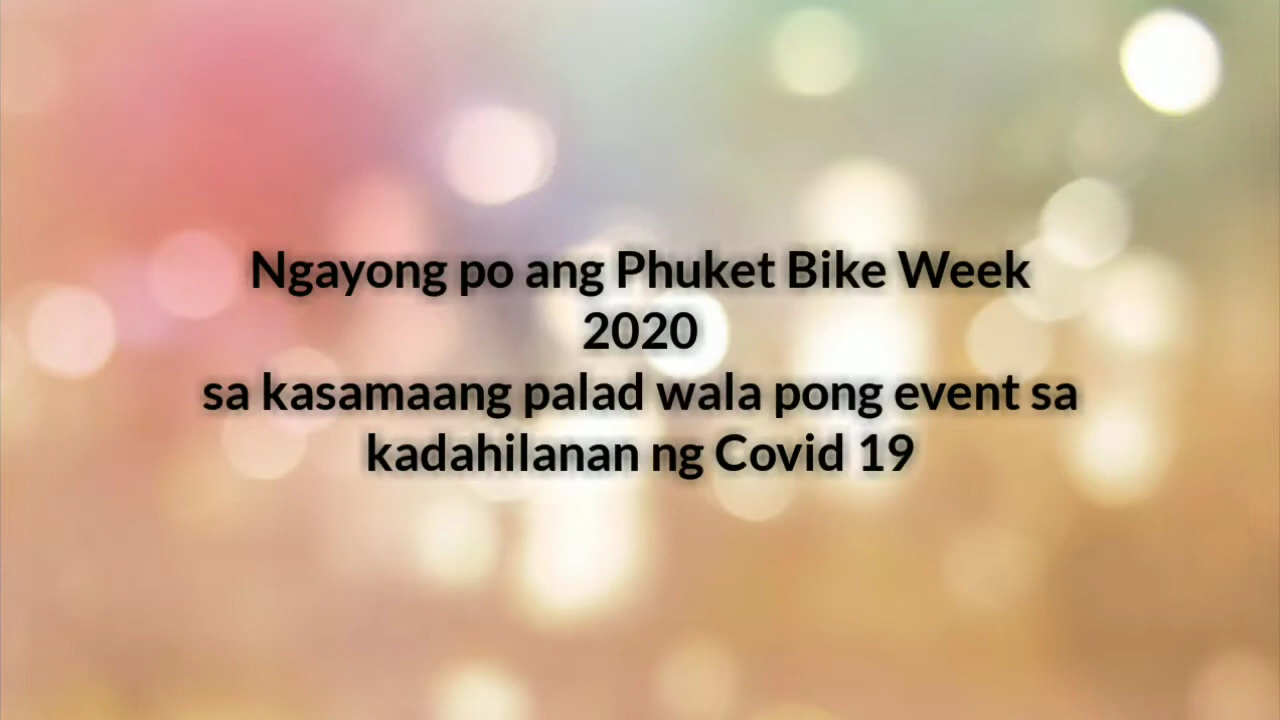 Ngayong po ang Phuket Bike Week
2020
sa kasamaang palad wala pong event sa
kadahilanan ng Covid 19